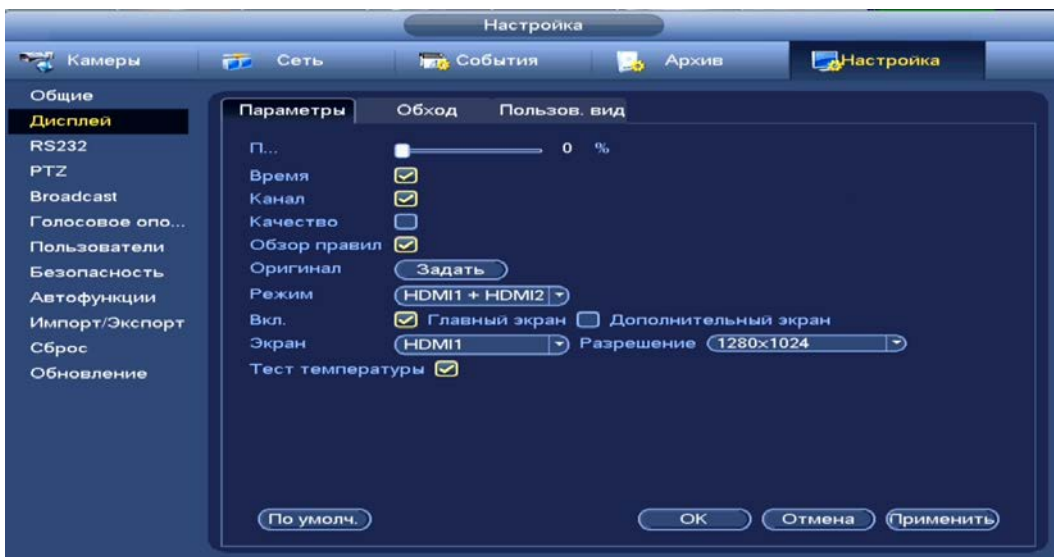 Настройка
Камеры Сеть События Архив Настройка
Общие
Дисплей
RS232
PTZ
Broadcast
Голосовое опо...
Пользователи
Безопасность
Автофункции
Импорт/Экспорт
Сброс
Обновление
Параметры Обход Пользов. вид
П... 0 %
Время
Канал
Качество
Обзор правил
Оригинал Задать
Режим HDMI1 + HDMI2
Вкл. Главный экран Дополнительный экран
Экран HDMI1 Разрешение 1280x1024
Тест температуры
По умолч. OK Отмена Применить